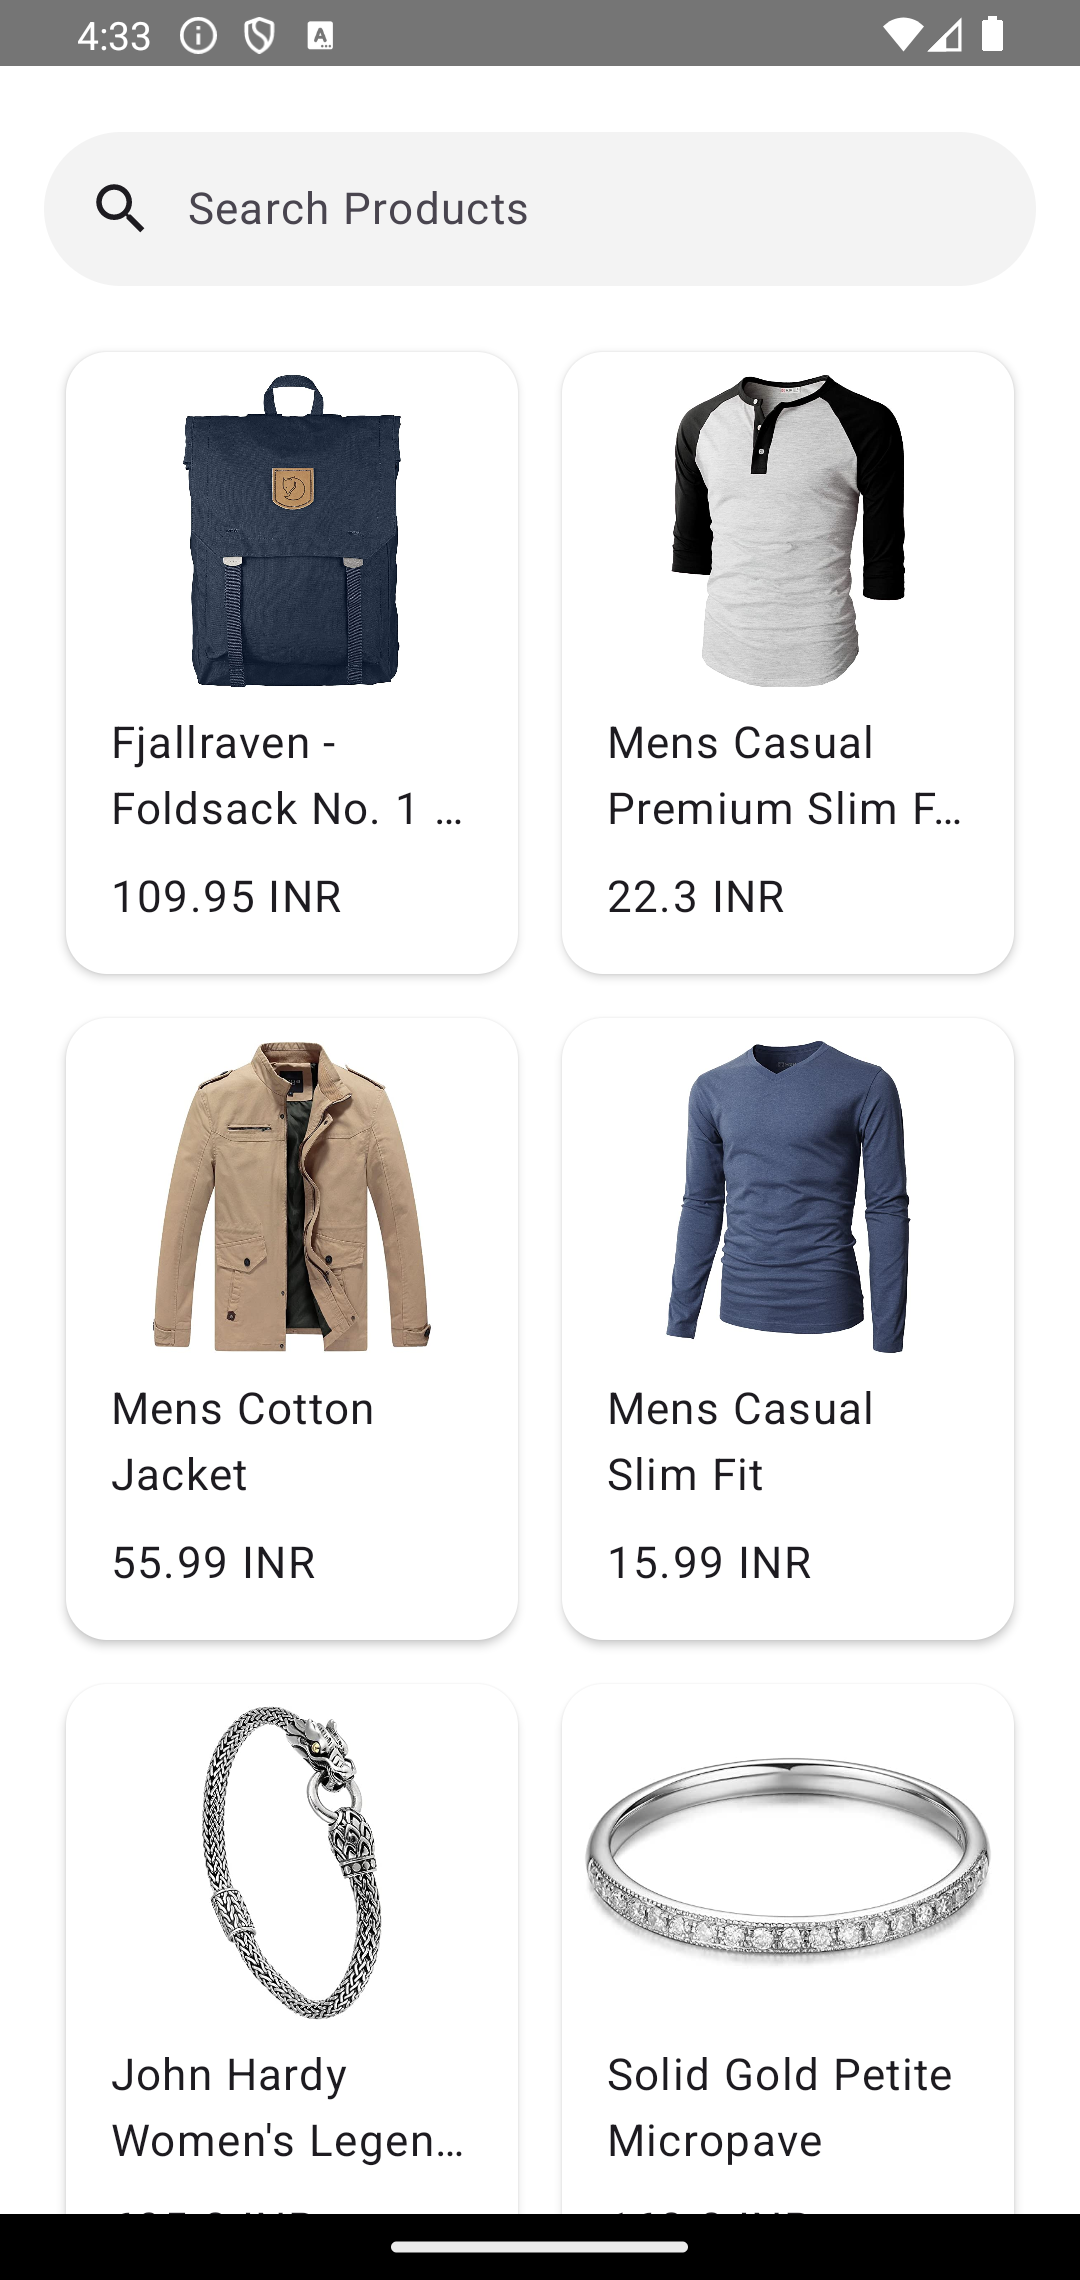 4:33
Search Products
Fjallraven -
Foldsack No. 1 ...
109.95 INR
Mens Casual
Premium Slim F...
22.3 INR
Mens Cotton
Jacket
55.99 INR
Mens Casual
Slim Fit
15.99 INR
John Hardy
Women's Legen...
Solid Gold Petite
Micropave